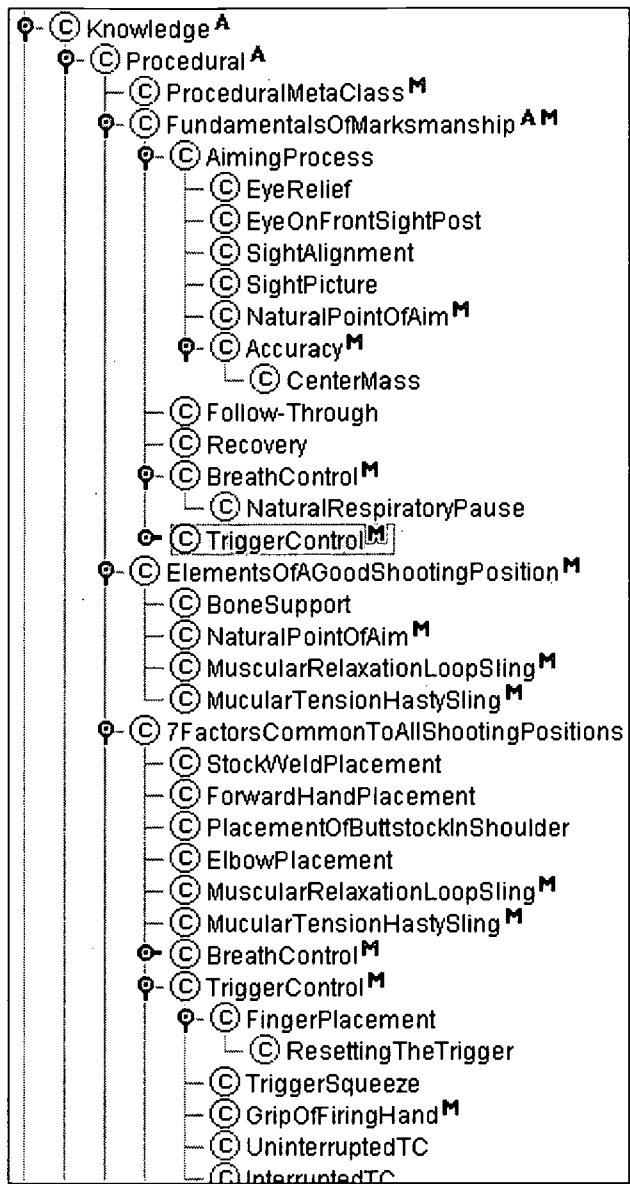 C Knowledge A
C Procedural A
C ProceduralMetaClass M
C FundamentalsOfMarksmanship A M
C AimingProcess
C EyeRelief
C EyeOnFrontSightPost
C SightAlignment
C SightPicture
C NaturalPointOfAim M
C Accuracy M
C CenterMass
C Follow-Through
C Recovery
C BreathControl M
C NaturalRespiratoryPause
C TriggerControl M
C ElementsOfAGoodShootingPosition M
C BoneSupport
C NaturalPointOfAim M
C MuscularRelaxationLoopSling M
C MucularTensionHastySling M
C 7FactorsCommonToAllShootingPositions
C StockWeldPlacement
C ForwardHandPlacement
C PlacementOfButtstockInShoulder
C ElbowPlacement
C MuscularRelaxationLoopSling M
C MucularTensionHastySling M
C BreathControl M
C TriggerControl M
C FingerPlacement
C ResettingTheTrigger
C TriggerSqueeze
C GripOfFiringHand M
C UninterruptedTC
C InterruptedTC